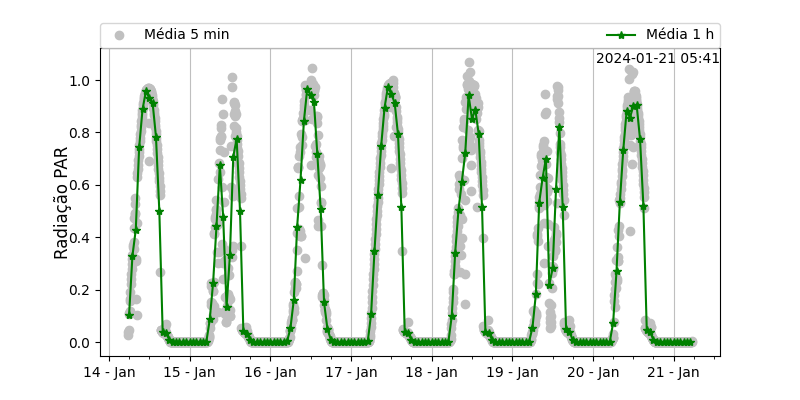 Média 5 min
Média 1 h
2024-01-21 05:41
Radiação PAR
1.0
0.8
0.6
0.4
0.2
0.0
14 - Jan
15 - Jan
16 - Jan
17 - Jan
18 - Jan
19 - Jan
20 - Jan
21 - Jan